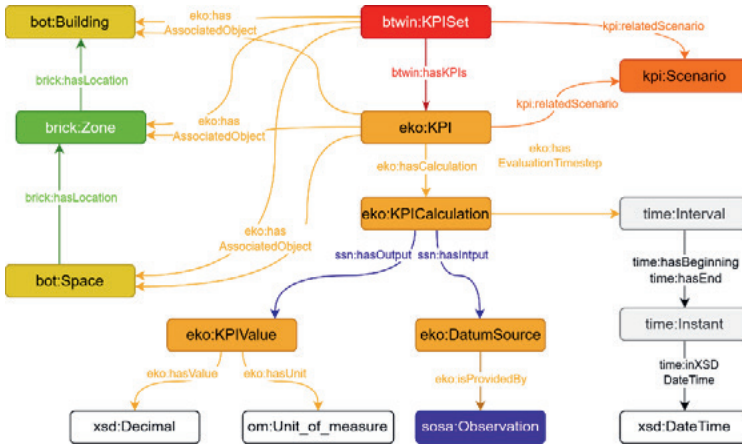 bot:Building
eko:has
AssociatedObject
btwin:KPISet
kpi:relatedScenario
brick:hasLocation
btwin:hasKPIs
kpi:Scenario
kpi:relatedScenario
brick:Zone
eko:has
AssociatedObject
eko:KPI
eko:has
EvaluationTimestep
eko:hasCalculation
brick:hasLocation
eko:KPICalculation
time:Interval
eko:has
AssociatedObject
ssn:hasOutput
ssn:hasIntput
time:hasBeginning
time:hasEnd
bot:Space
eko:KPIValue
eko:DatumSource
time:Instant
eko:hasValue
eko:hasUnit
eko:isProvidedBy
time:inXSD
DateTime
xsd:Decimal
om:Unit_of_measure
sosa:Observation
xsd:DateTime